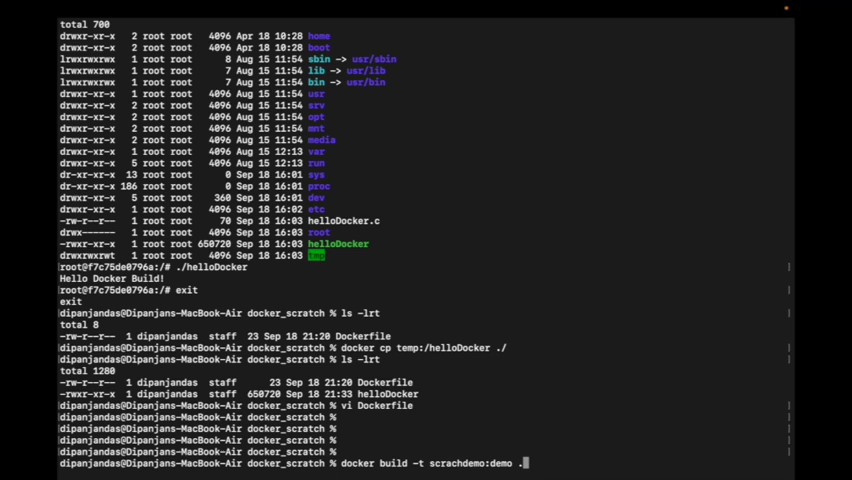 total 700
drwxr-xr-x 2 root root 4096 Apr 18 10:28 home
drwxr-xr-x 2 root root 4096 Apr 18 10:28 boot
lrwxrwxrwx 1 root root 8 Aug 15 11:54 sbin -> usr/sbin
lrwxrwxrwx 1 root root 7 Aug 15 11:54 lib -> usr/lib
lrwxrwxrwx 1 root root 7 Aug 15 11:54 bin -> usr/bin
drwxr-xr-x 1 root root 4096 Aug 15 11:54 usr
drwxr-xr-x 2 root root 4096 Aug 15 11:54 srv
drwxr-xr-x 2 root root 4096 Aug 15 11:54 opt
drwxr-xr-x 2 root root 4096 Aug 15 11:54 mnt
drwxr-xr-x 2 root root 4096 Aug 15 11:54 media
drwxr-xr-x 1 root root 4096 Aug 15 12:13 var
drwxr-xr-x 5 root root 4096 Aug 15 12:13 run
dr-xr-xr-x 13 root root 0 Sep 18 16:01 sys
dr-xr-xr-x 186 root root 0 Sep 18 16:01 proc
drwxr-xr-x 5 root root 360 Sep 18 16:01 dev
drwxr-xr-x 1 root root 4096 Sep 18 16:02 etc
-rw-r--r-- 1 root root 70 Sep 18 16:03 helloDocker.c
drwx------ 1 root root 4096 Sep 18 16:03 root
-rwxr-xr-x 1 root root 650720 Sep 18 16:03 helloDocker
drwxrwxrwt 1 root root 4096 Sep 18 16:03 tmp
root@f7c75de0796a:/# ./helloDocker
Hello Docker Build!
root@f7c75de0796a:/# exit
exit
dipanjandas@Dipanjans-MacBook-Air docker_scratch % ls -lrt
total 8
-rw-r--r-- 1 dipanjandas staff 23 Sep 18 21:20 Dockerfile
dipanjandas@Dipanjans-MacBook-Air docker_scratch % docker cp temp:/helloDocker ./
dipanjandas@Dipanjans-MacBook-Air docker_scratch % ls -lrt
total 1280
-rw-r--r-- 1 dipanjandas staff 23 Sep 18 21:20 Dockerfile
-rwxr-xr-x 1 dipanjandas staff 650720 Sep 18 21:33 helloDocker
dipanjandas@Dipanjans-MacBook-Air docker_scratch % vi Dockerfile
dipanjandas@Dipanjans-MacBook-Air docker_scratch %
dipanjandas@Dipanjans-MacBook-Air docker_scratch %
dipanjandas@Dipanjans-MacBook-Air docker_scratch %
dipanjandas@Dipanjans-MacBook-Air docker_scratch %
dipanjandas@Dipanjans-MacBook-Air docker_scratch % docker build -t scrachdemo:demo .